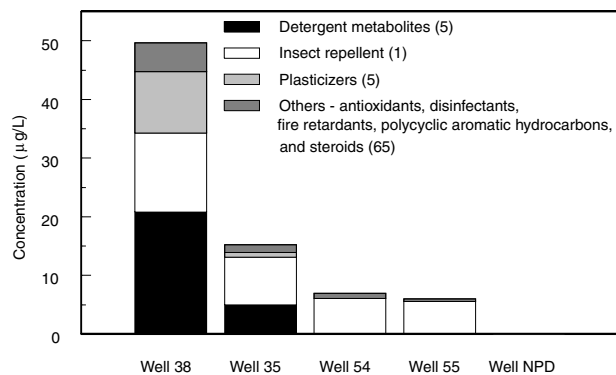 50
40
30
20
10
0
Concentration (μg/L)
Detergent metabolites (5)
Insect repellent (1)
Plasticizers (5)
Others - antioxidants, disinfectants,
fire retardants, polycyclic aromatic hydrocarbons,
and steroids (65)
Well 38 Well 35 Well 54 Well 55 Well NPD